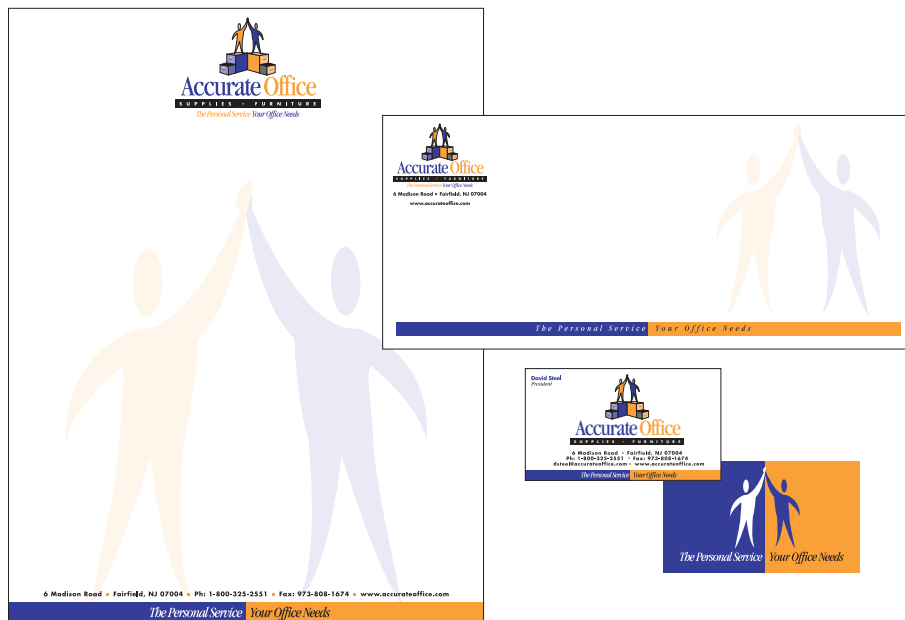 Accurate Office
SUPPLIES • FURNITURE
The Personal Service Your Office Needs
6 Madison Road • Fairfield, NJ 07004 • Ph: 1-800-325-2551 • Fax: 973-808-1674 • www.accurateoffice.com
The Personal Service Your Office Needs
Accurate Office
SUPPLIES • FURNITURE
The Personal Service Your Office Needs
6 Madison Road • Fairfield, NJ 07004
www.accurateoffice.com
The Personal Service Your Office Needs
David Steel
President
Accurate Office
SUPPLIES • FURNITURE
6 Madison Road • Fairfield, NJ 07004
Ph: 1-800-325-2551 • Fax: 973-808-1674
dsteel@accurateoffice.com • www.accurateoffice.com
The Personal Service Your Office Needs
The Personal Service Your Office Needs